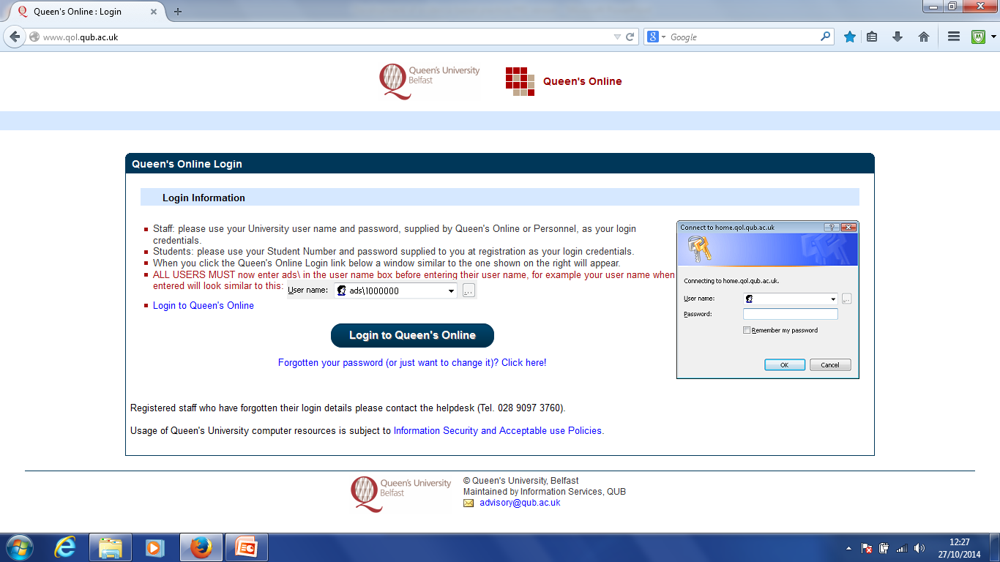 Queen's Online : Login
www.qol.qub.ac.uk
Google
Queen's University
Belfast
Queen's Online
Queen's Online Login
Login Information
Staff: please use your University user name and password, supplied by Queen's Online or Personnel, as your login
credentials.
Students: please use your Student Number and password supplied to you at registration as your login credentials.
When you click the Queen's Online Login link below a window similar to the one shown on the right will appear.
ALL USERS MUST now enter ads\ in the user name box before entering their user name, for example your user name when
entered will look similar to this: User name: ads\1000000
Login to Queen's Online
Login to Queen's Online
Forgotten your password (or just want to change it)? Click here!
Connect to home.qol.qub.ac.uk
Connecting to home.qol.qub.ac.uk.
User name:
Password:
Remember my password
OK Cancel
Registered staff who have forgotten their login details please contact the helpdesk (Tel. 028 9097 3760).
Usage of Queen's University computer resources is subject to Information Security and Acceptable use Policies.
Queen's University
Belfast
© Queen's University, Belfast
Maintained by Information Services, QUB
advisory@qub.ac.uk
12:27
27/10/2014